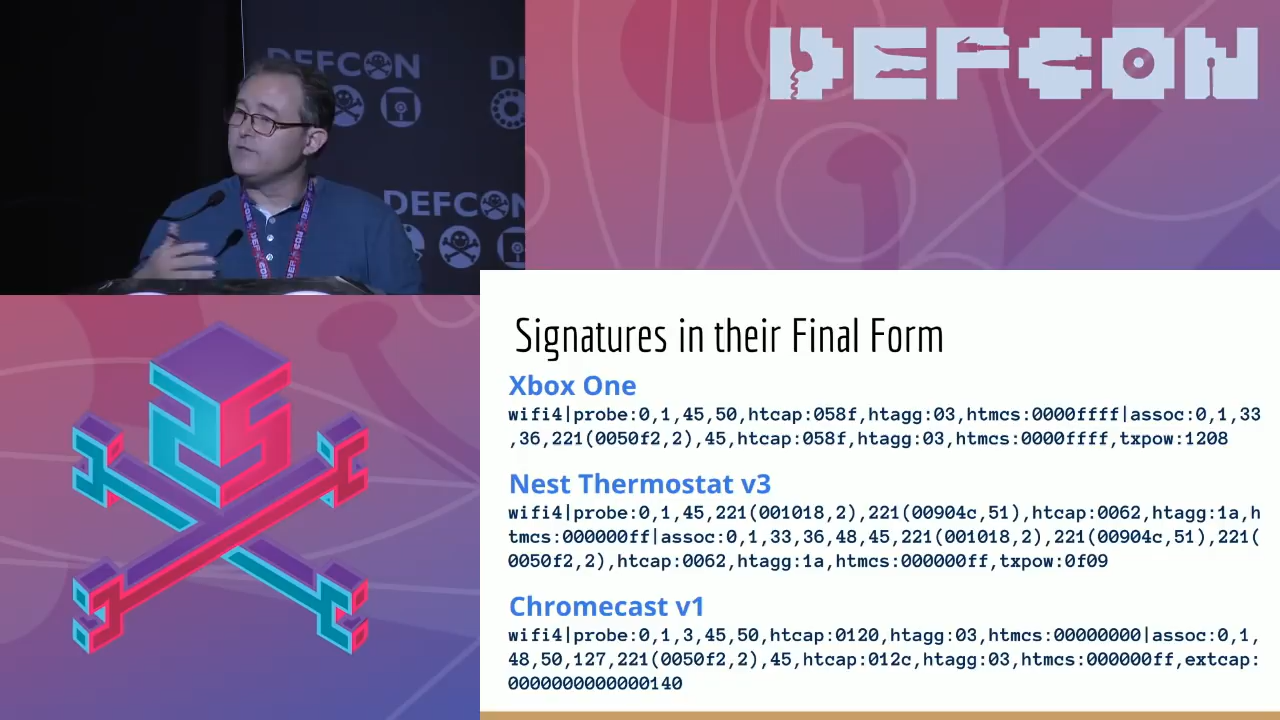 DEFCON
DEFCON
DE
DEFCON
DEF CON
DEF CON
Signatures in their Final Form
Xbox One
wifi4|probe:0,1,45,50,htcap:058f,htagg:03,htmcs:0000ffff|assoc:0,1,33
,36,221(0050f2,2),45,htcap:058f,htagg:03,htmcs:0000ffff,txpow:1208
Nest Thermostat v3
wifi4|probe:0,1,45,221(001018,2),221(00904c,51),htcap:0062,htagg:1a,h
tmcs:000000ff|assoc:0,1,33,36,48,45,221(001018,2),221(00904c,51),221(
0050f2,2),htcap:0062,htagg:1a,htmcs:000000ff,txpow:0f09
Chromecast v1
wifi4|probe:0,1,3,45,50,htcap:0120,htagg:03,htmcs:00000000|assoc:0,1,
48,50,127,221(0050f2,2),45,htcap:012c,htagg:03,htmcs:000000ff,extcap:
0000000000000140